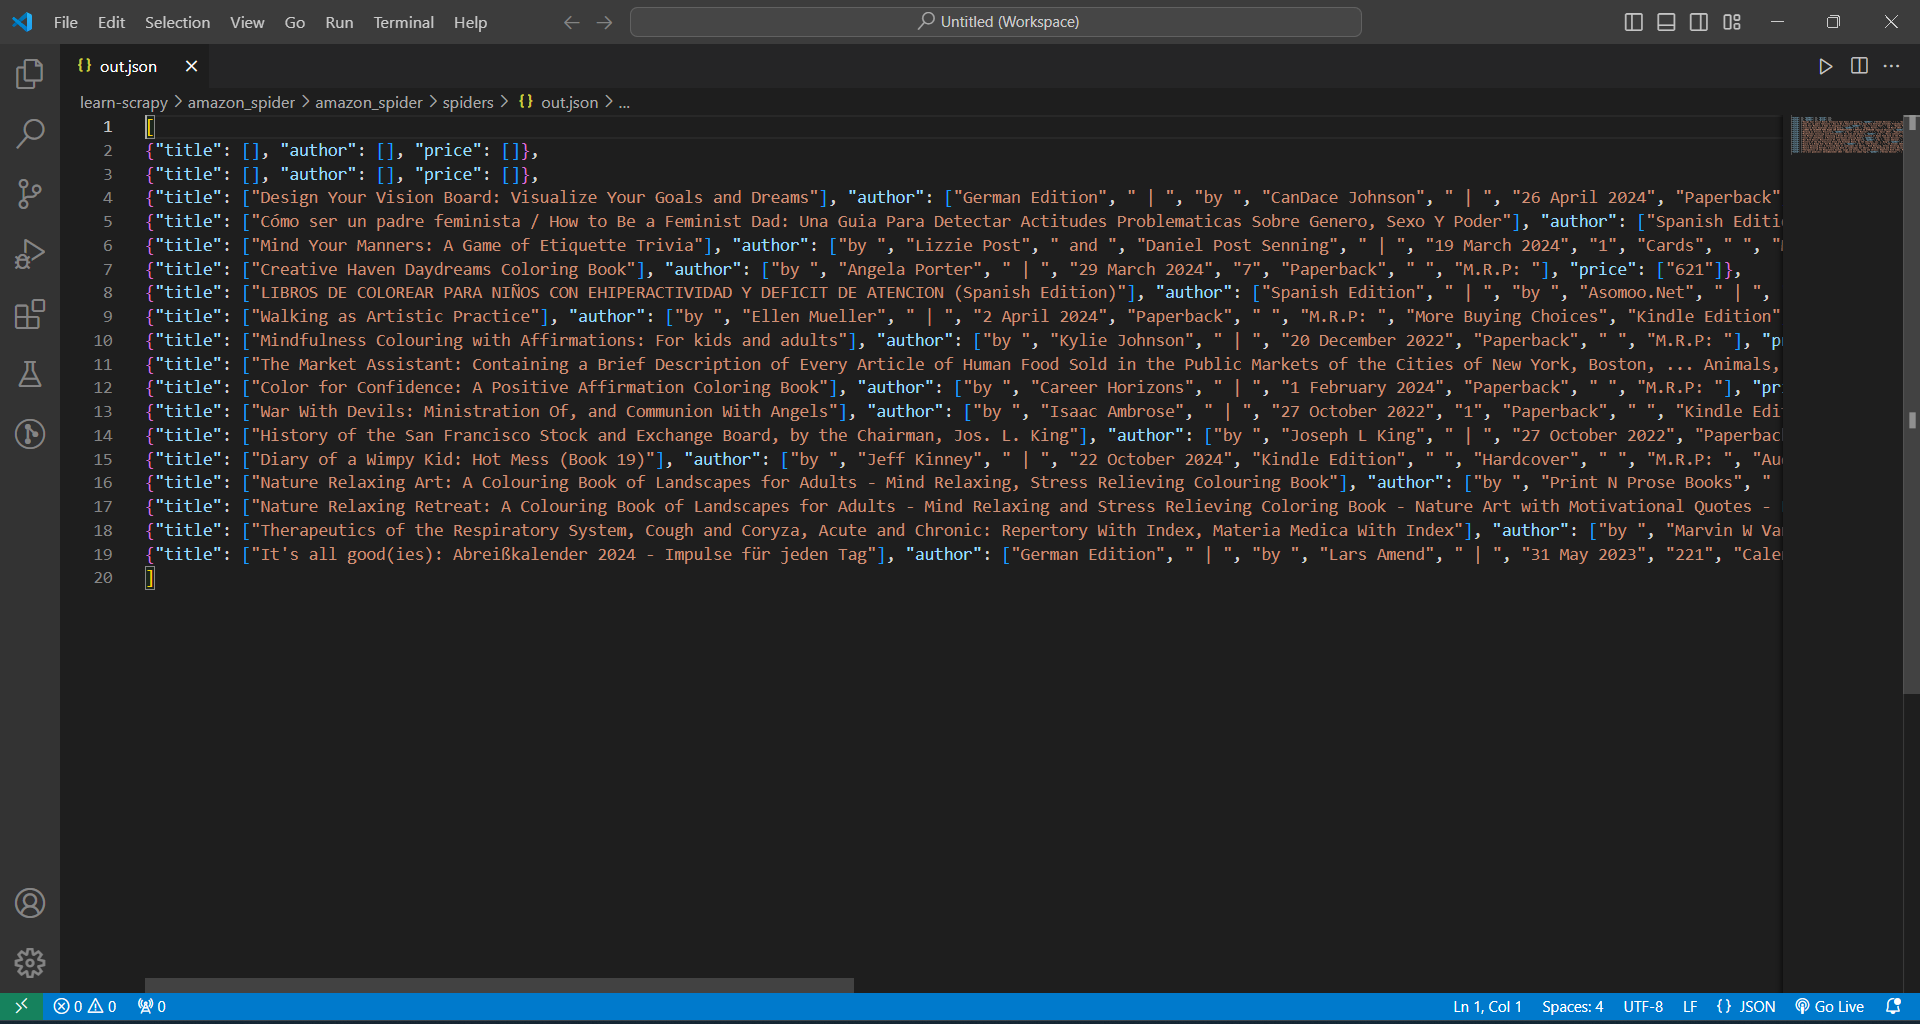 File Edit Selection View Go Run Terminal Help Untitled (Workspace)
{} out.json
learn-scrapy > amazon_spider > amazon_spider > spiders > {} out.json > ...
1 [
2 {"title": [], "author": [], "price": []},
3 {"title": [], "author": [], "price": []},
4 {"title": ["Design Your Vision Board: Visualize Your Goals and Dreams"], "author": ["German Edition", " | ", "by ", "CanDace Johnson", " | ", "26 April 2024", "Paperback"
5 {"title": ["Cómo ser un padre feminista / How to Be a Feminist Dad: Una Guia Para Detectar Actitudes Problematicas Sobre Genero, Sexo Y Poder"], "author": ["Spanish Editi
6 {"title": ["Mind Your Manners: A Game of Etiquette Trivia"], "author": ["by ", "Lizzie Post", " and ", "Daniel Post Senning", " | ", "19 March 2024", "1", "Cards", " ", "
7 {"title": ["Creative Haven Daydreams Coloring Book"], "author": ["by ", "Angela Porter", " | ", "29 March 2024", "7", "Paperback", " ", "M.R.P: "], "price": ["621"]},
8 {"title": ["LIBROS DE COLOREAR PARA NIÑOS CON EHIPERACTIVIDAD Y DEFICIT DE ATENCION (Spanish Edition)"], "author": ["Spanish Edition", " | ", "by ", "Asomoo.Net", " | ",
9 {"title": ["Walking as Artistic Practice"], "author": ["by ", "Ellen Mueller", " | ", "2 April 2024", "Paperback", " ", "M.R.P: ", "More Buying Choices", "Kindle Edition"
10 {"title": ["Mindfulness Colouring with Affirmations: For kids and adults"], "author": ["by ", "Kylie Johnson", " | ", "20 December 2022", "Paperback", " ", "M.R.P: "], "p
11 {"title": ["The Market Assistant: Containing a Brief Description of Every Article of Human Food Sold in the Public Markets of the Cities of New York, Boston, ... Animals,
12 {"title": ["Color for Confidence: A Positive Affirmation Coloring Book"], "author": ["by ", "Career Horizons", " | ", "1 February 2024", "Paperback", " ", "M.R.P: "], "pr
13 {"title": ["War With Devils: Ministration Of, and Communion With Angels"], "author": ["by ", "Isaac Ambrose", " | ", "27 October 2022", "1", "Paperback", " ", "Kindle Edi
14 {"title": ["History of the San Francisco Stock and Exchange Board, by the Chairman, Jos. L. King"], "author": ["by ", "Joseph L King", " | ", "27 October 2022", "Paperbac
15 {"title": ["Diary of a Wimpy Kid: Hot Mess (Book 19)"], "author": ["by ", "Jeff Kinney", " | ", "22 October 2024", "Kindle Edition", " ", "Hardcover", " ", "M.R.P: ", "Au
16 {"title": ["Nature Relaxing Art: A Colouring Book of Landscapes for Adults - Mind Relaxing, Stress Relieving Colouring Book"], "author": ["by ", "Print N Prose Books", "
17 {"title": ["Nature Relaxing Retreat: A Colouring Book of Landscapes for Adults - Mind Relaxing and Stress Relieving Coloring Book - Nature Art with Motivational Quotes -
18 {"title": ["Therapeutics of the Respiratory System, Cough and Coryza, Acute and Chronic: Repertory With Index, Materia Medica With Index"], "author": ["by ", "Marvin W Va
19 {"title": ["It's all good(ies): Abreißkalender 2024 - Impulse für jeden Tag"], "author": ["German Edition", " | ", "by ", "Lars Amend", " | ", "31 May 2023", "221", "Cale
20 ]
0 0 0 Ln 1, Col 1 Spaces: 4 UTF-8 LF {} JSON Go Live